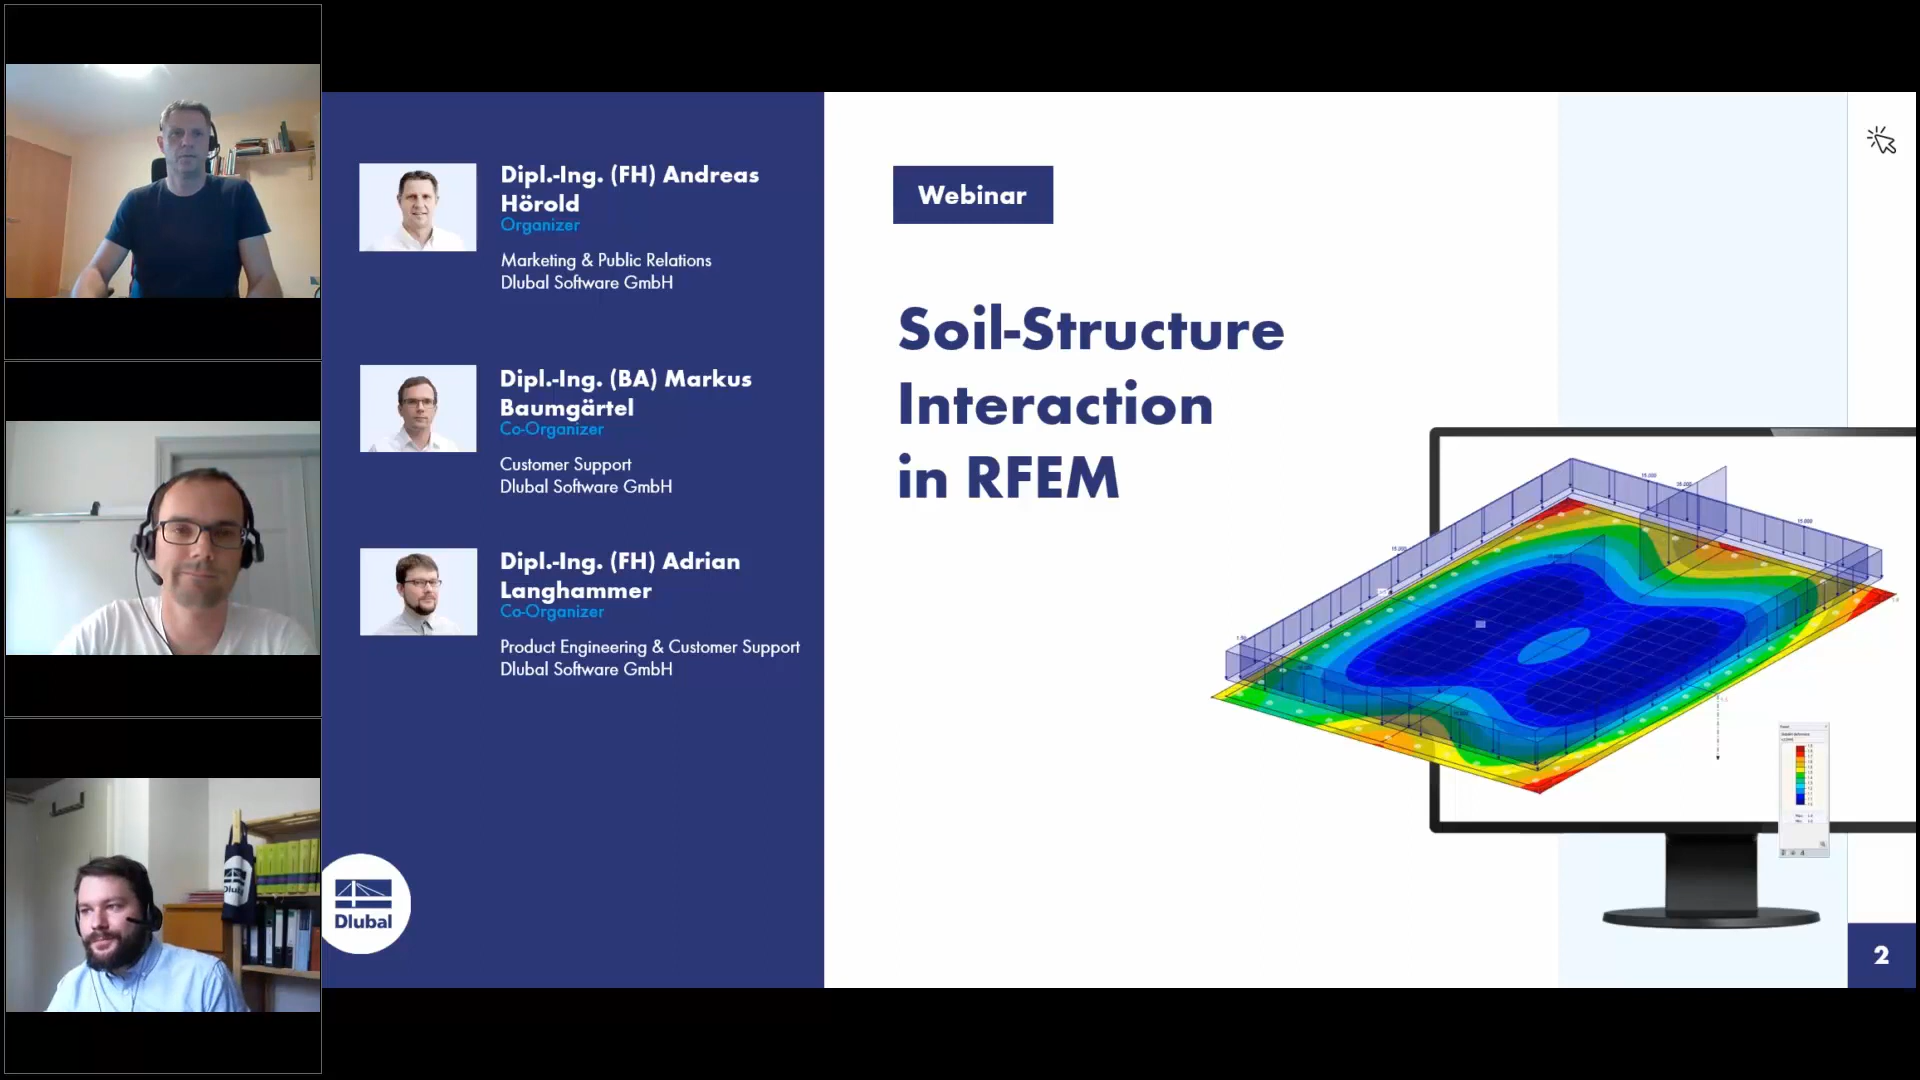 Dipl.-Ing. (FH) Andreas
Hörold
Organizer
Marketing & Public Relations
Dlubal Software GmbH
Dipl.-Ing. (BA) Markus
Baumgärtel
Co-Organizer
Customer Support
Dlubal Software GmbH
Dipl.-Ing. (FH) Adrian
Langhammer
Co-Organizer
Product Engineering & Customer Support
Dlubal Software GmbH
Dlubal
Webinar
Soil-Structure
Interaction
in RFEM
2